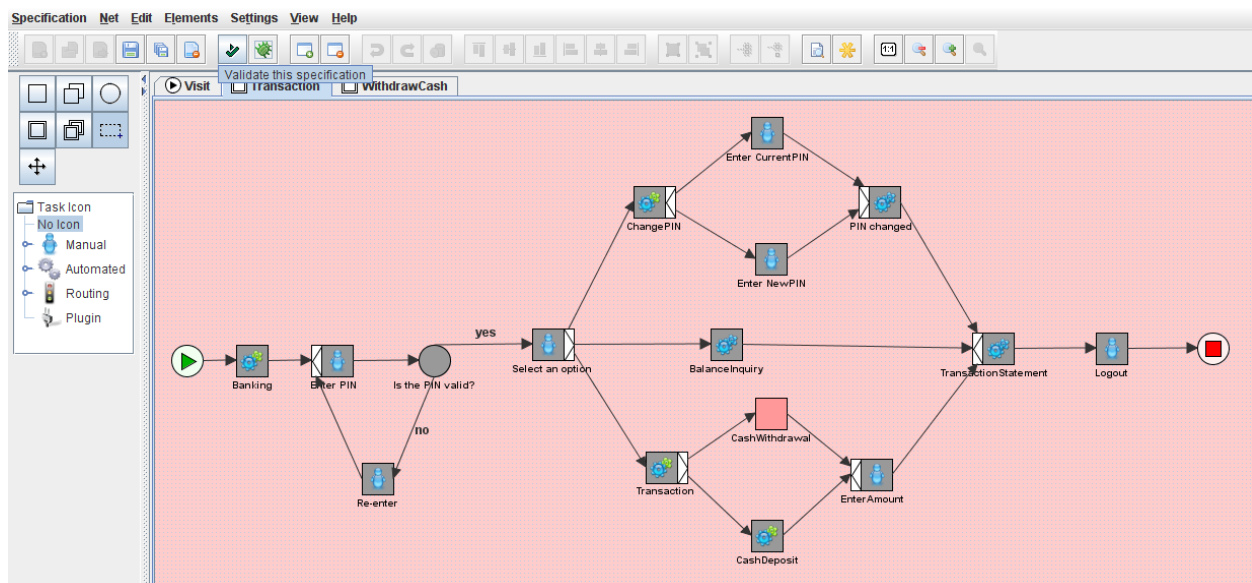 Specification Net Edit Elements Settings View Help
1:1
Validate this specification
Visit Transaction WithdrawCash
Task Icon
No Icon
Manual
Automated
Routing
Plugin
Enter CurrentPIN
ChangePIN
PIN changed
Enter NewPIN
yes
Banking
Enter PIN
Is the PIN valid?
Select an option
BalanceInquiry
TransactionStatement
Logout
no
CashWithdrawal
Re-enter
Transaction
EnterAmount
CashDeposit